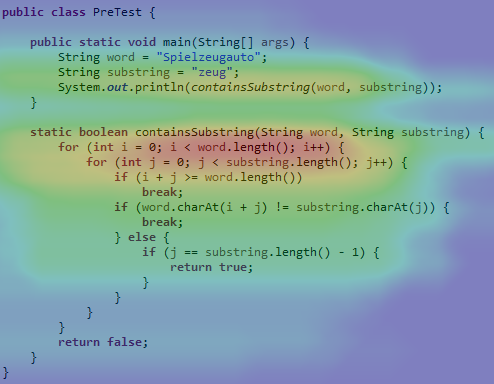 public class PreTest {
    public static void main(String[] args) {
        String word = "Spielzeugauto";
        String substring = "zeug";
        System.out.println(containsSubstring(word, substring));
    }
    static boolean containsSubstring(String word, String substring) {
        for (int i = 0; i < word.length(); i++) {
            for (int j = 0; j < substring.length(); j++) {
                if (i + j >= word.length())
                    break;
                if (word.charAt(i + j) != substring.charAt(j)) {
                    break;
                } else {
                    if (j == substring.length() - 1) {
                        return true;
                    }
                }
            }
        }
        return false;
    }
}